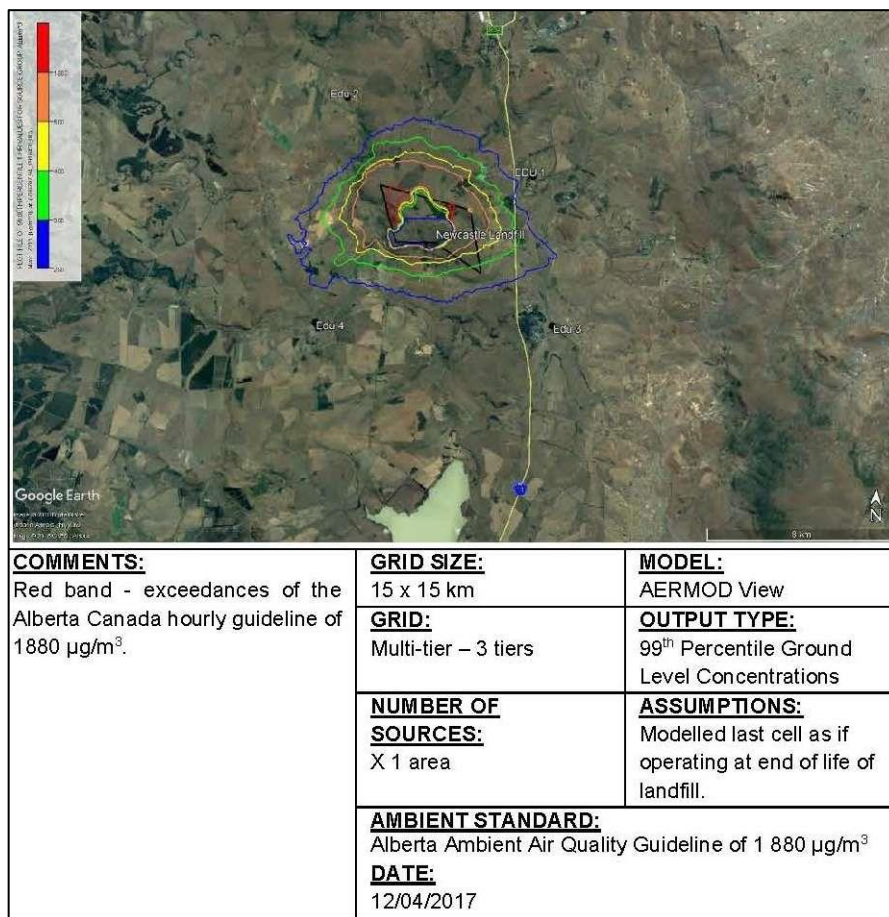 Edu 2
EDU 1
Newcastle Landfill
Edu 4
Edu 3
Google Earth
N
8 km
COMMENTS:
Red band - exceedances of the
Alberta Canada hourly guideline of
1880 µg/m³.
GRID SIZE:
15 x 15 km
MODEL:
AERMOD View
GRID:
Multi-tier – 3 tiers
OUTPUT TYPE:
99th Percentile Ground
Level Concentrations
NUMBER OF
SOURCES:
X 1 area
ASSUMPTIONS:
Modelled last cell as if
operating at end of life of
landfill.
AMBIENT STANDARD:
Alberta Ambient Air Quality Guideline of 1 880 µg/m³
DATE:
12/04/2017